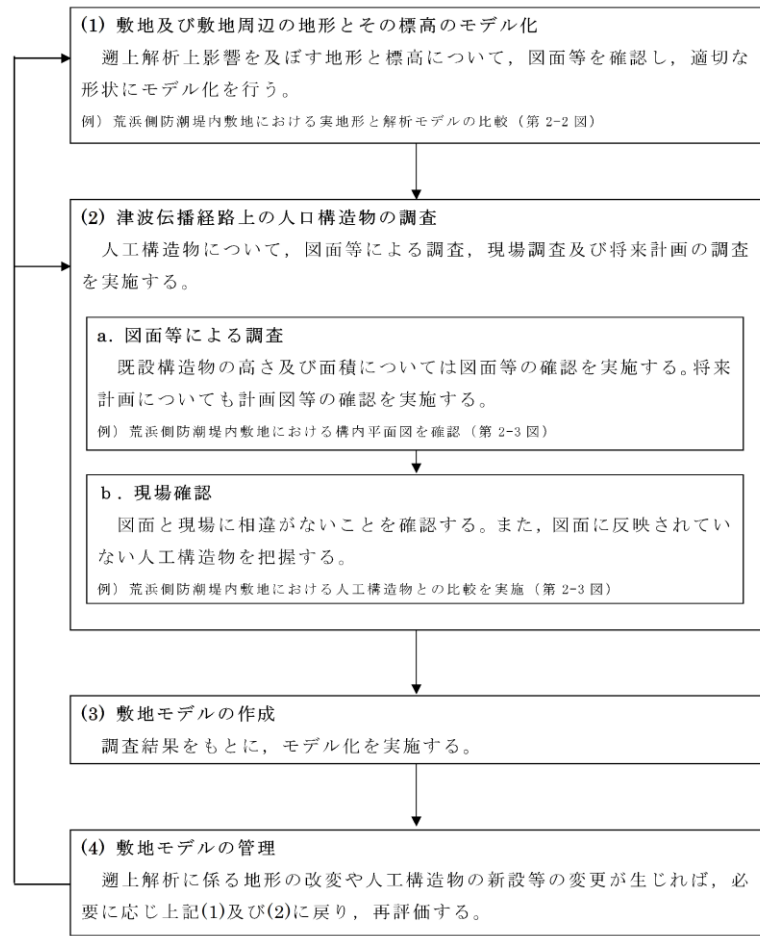 (1) 敷地及び敷地周辺の地形とその標高のモデル化
遡上解析上影響を及ぼす地形と標高について，図面等を確認し，適切な
形状にモデル化を行う。
例）荒浜側防潮堤内敷地における実地形と解析モデルの比較（第 2-2 図）
(2) 津波伝播経路上の人口構造物の調査
人工構造物について，図面等による調査，現場調査及び将来計画の調査
を実施する。
a. 図面等による調査
既設構造物の高さ及び面積については図面等の確認を実施する。将来
計画についても計画図等の確認を実施する。
例）荒浜側防潮堤内敷地における構内平面図を確認（第 2-3 図）
b. 現場確認
図面と現場に相違がないことを確認する。また，図面に反映されてい
ない人工構造物を把握する。
例）荒浜側防潮堤内敷地における人工構造物との比較を実施（第 2-3 図）
(3) 敷地モデルの作成
調査結果をもとに，モデル化を実施する。
(4) 敷地モデルの管理
遡上解析に係る地形の改変や人工構造物の新設等の変更が生じれば，必
要に応じ上記(1)及び(2)に戻り，再評価する。